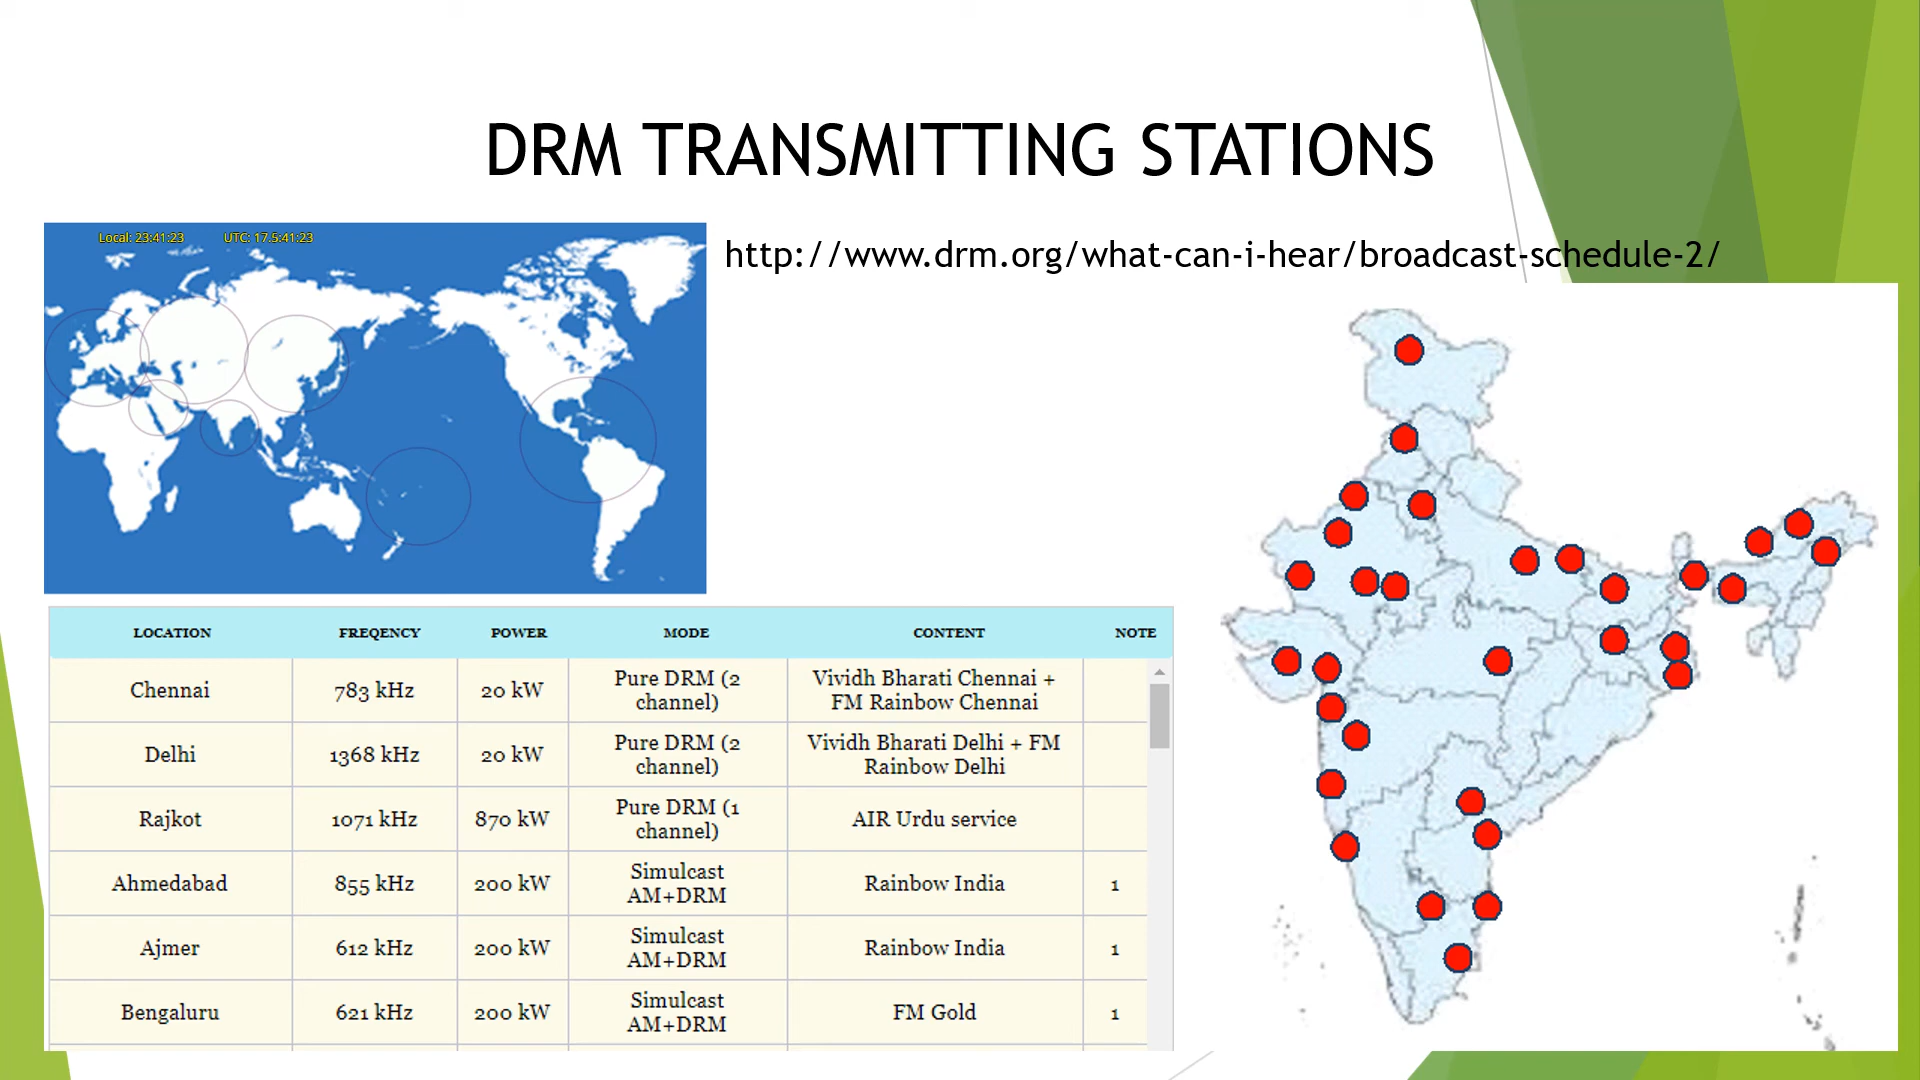 DRM TRANSMITTING STATIONS
Local: 23:41:23 UTC: 17.5:41:23
http://www.drm.org/what-can-i-hear/broadcast-schedule-2/
LOCATION FREQENCY POWER MODE CONTENT NOTE
Chennai 783 kHz 20 kW Pure DRM (2 channel) Vividh Bharati Chennai + FM Rainbow Chennai
Delhi 1368 kHz 20 kW Pure DRM (2 channel) Vividh Bharati Delhi + FM Rainbow Delhi
Rajkot 1071 kHz 870 kW Pure DRM (1 channel) AIR Urdu service
Ahmedabad 855 kHz 200 kW Simulcast AM+DRM Rainbow India 1
Ajmer 612 kHz 200 kW Simulcast AM+DRM Rainbow India 1
Bengaluru 621 kHz 200 kW Simulcast AM+DRM FM Gold 1